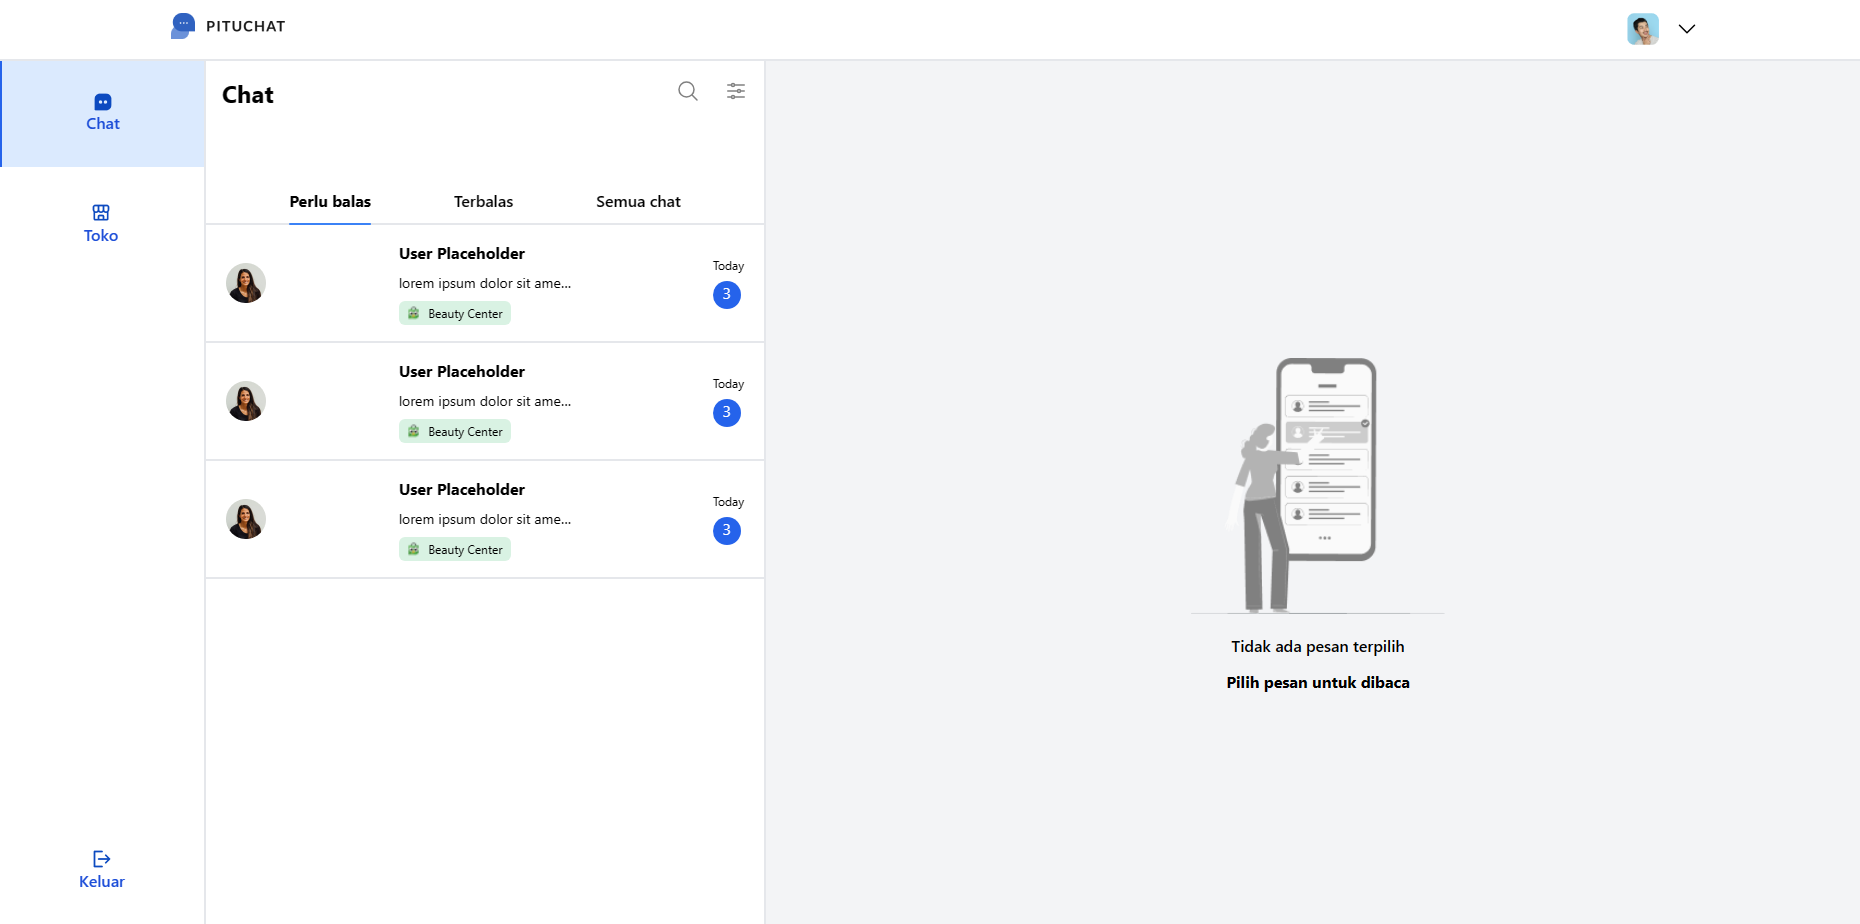 PITUCHAT
Chat
Toko
Keluar
Chat
Perlu balas
Terbalas
Semua chat
User Placeholder
lorem ipsum dolor sit ame...
Beauty Center
Today
3
User Placeholder
lorem ipsum dolor sit ame...
Beauty Center
Today
3
User Placeholder
lorem ipsum dolor sit ame...
Beauty Center
Today
3
Tidak ada pesan terpilih
Pilih pesan untuk dibaca